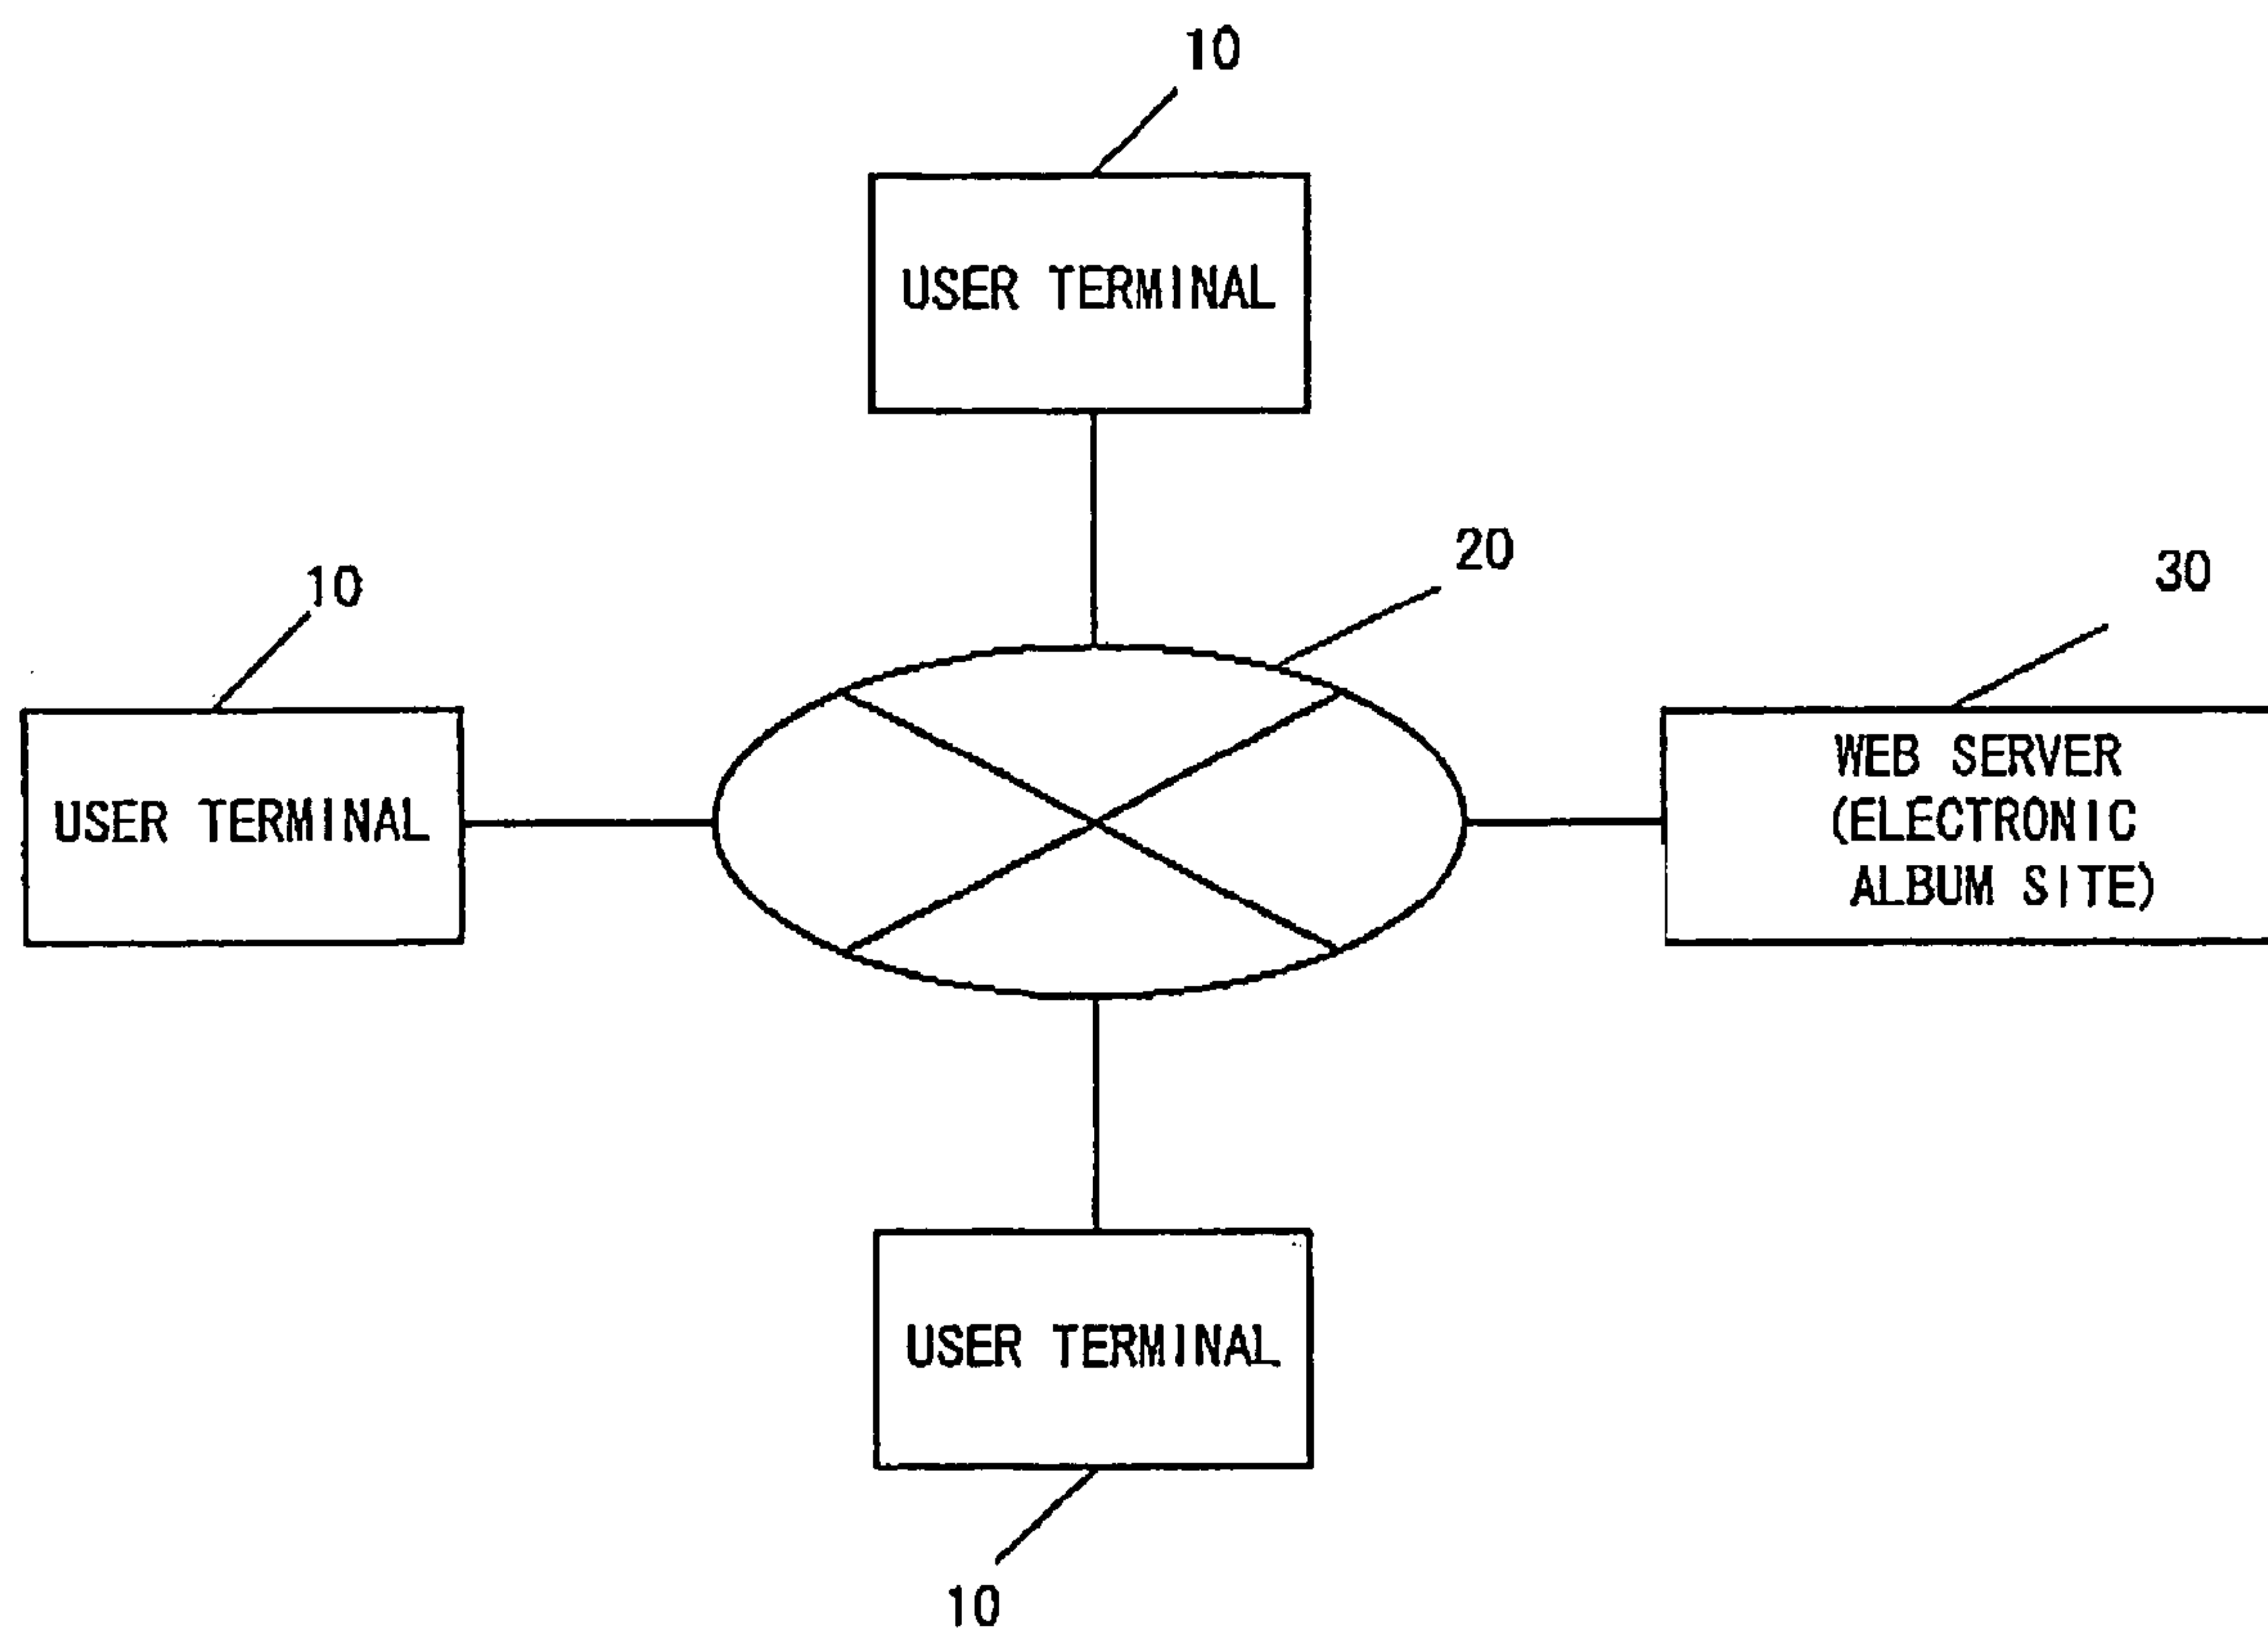 10
USER TERMINAL
20
30
10
USER TERMINAL
WEB SERVER
(ELECTRONIC
ALBUM SITE)
USER TERMINAL
10